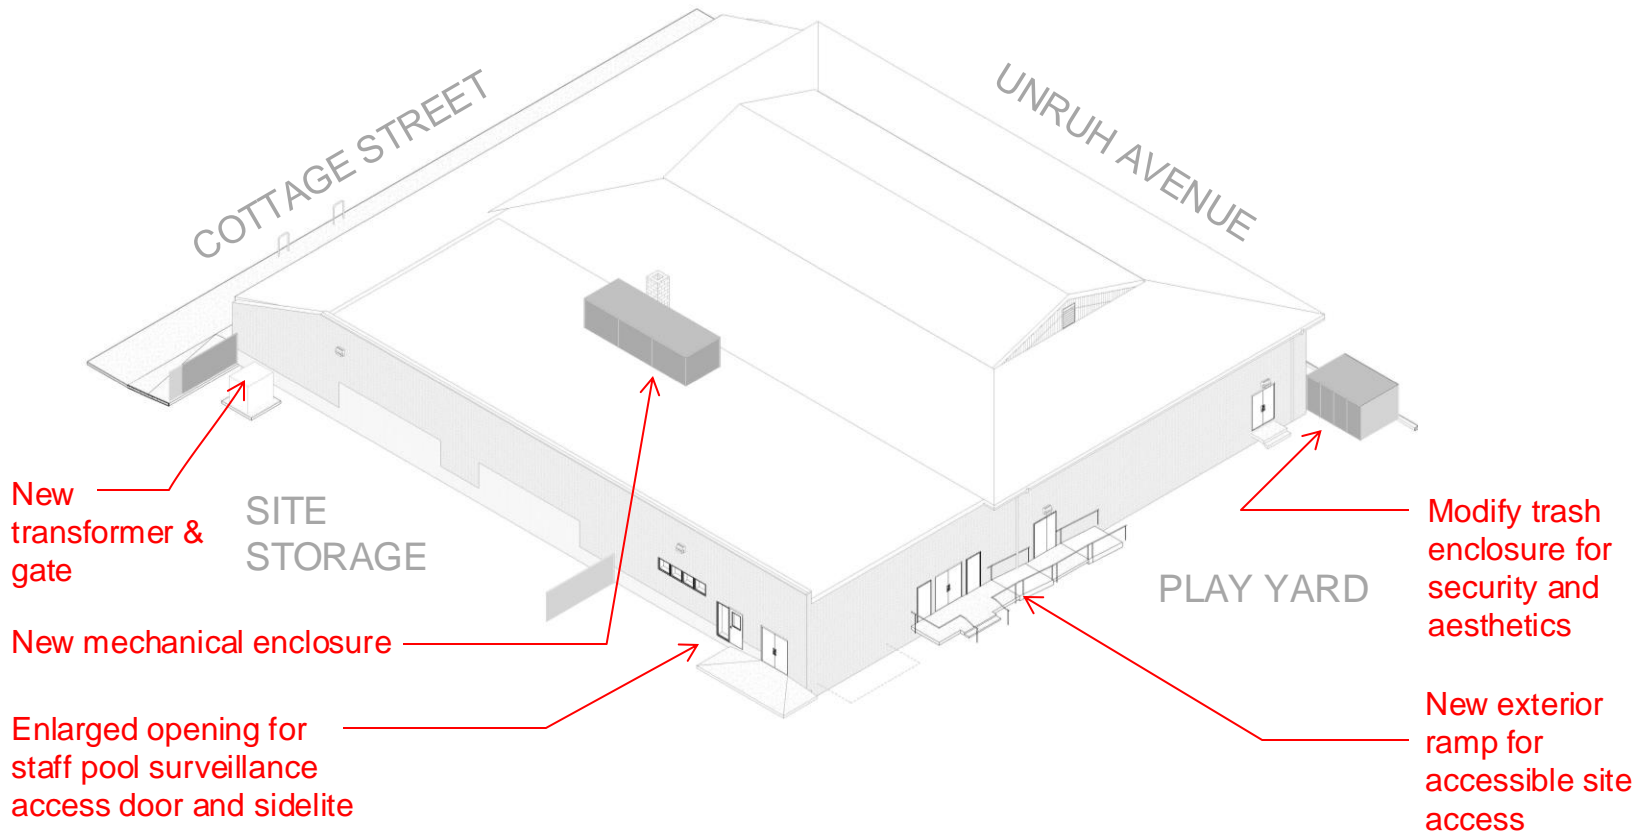 COTTAGE STREET
UNRUH AVENUE
New
transformer &
gate
SITE
STORAGE
New mechanical enclosure
Enlarged opening for
staff pool surveillance
access door and sidelite
PLAY YARD
Modify trash
enclosure for
security and
aesthetics
New exterior
ramp for
accessible site
access